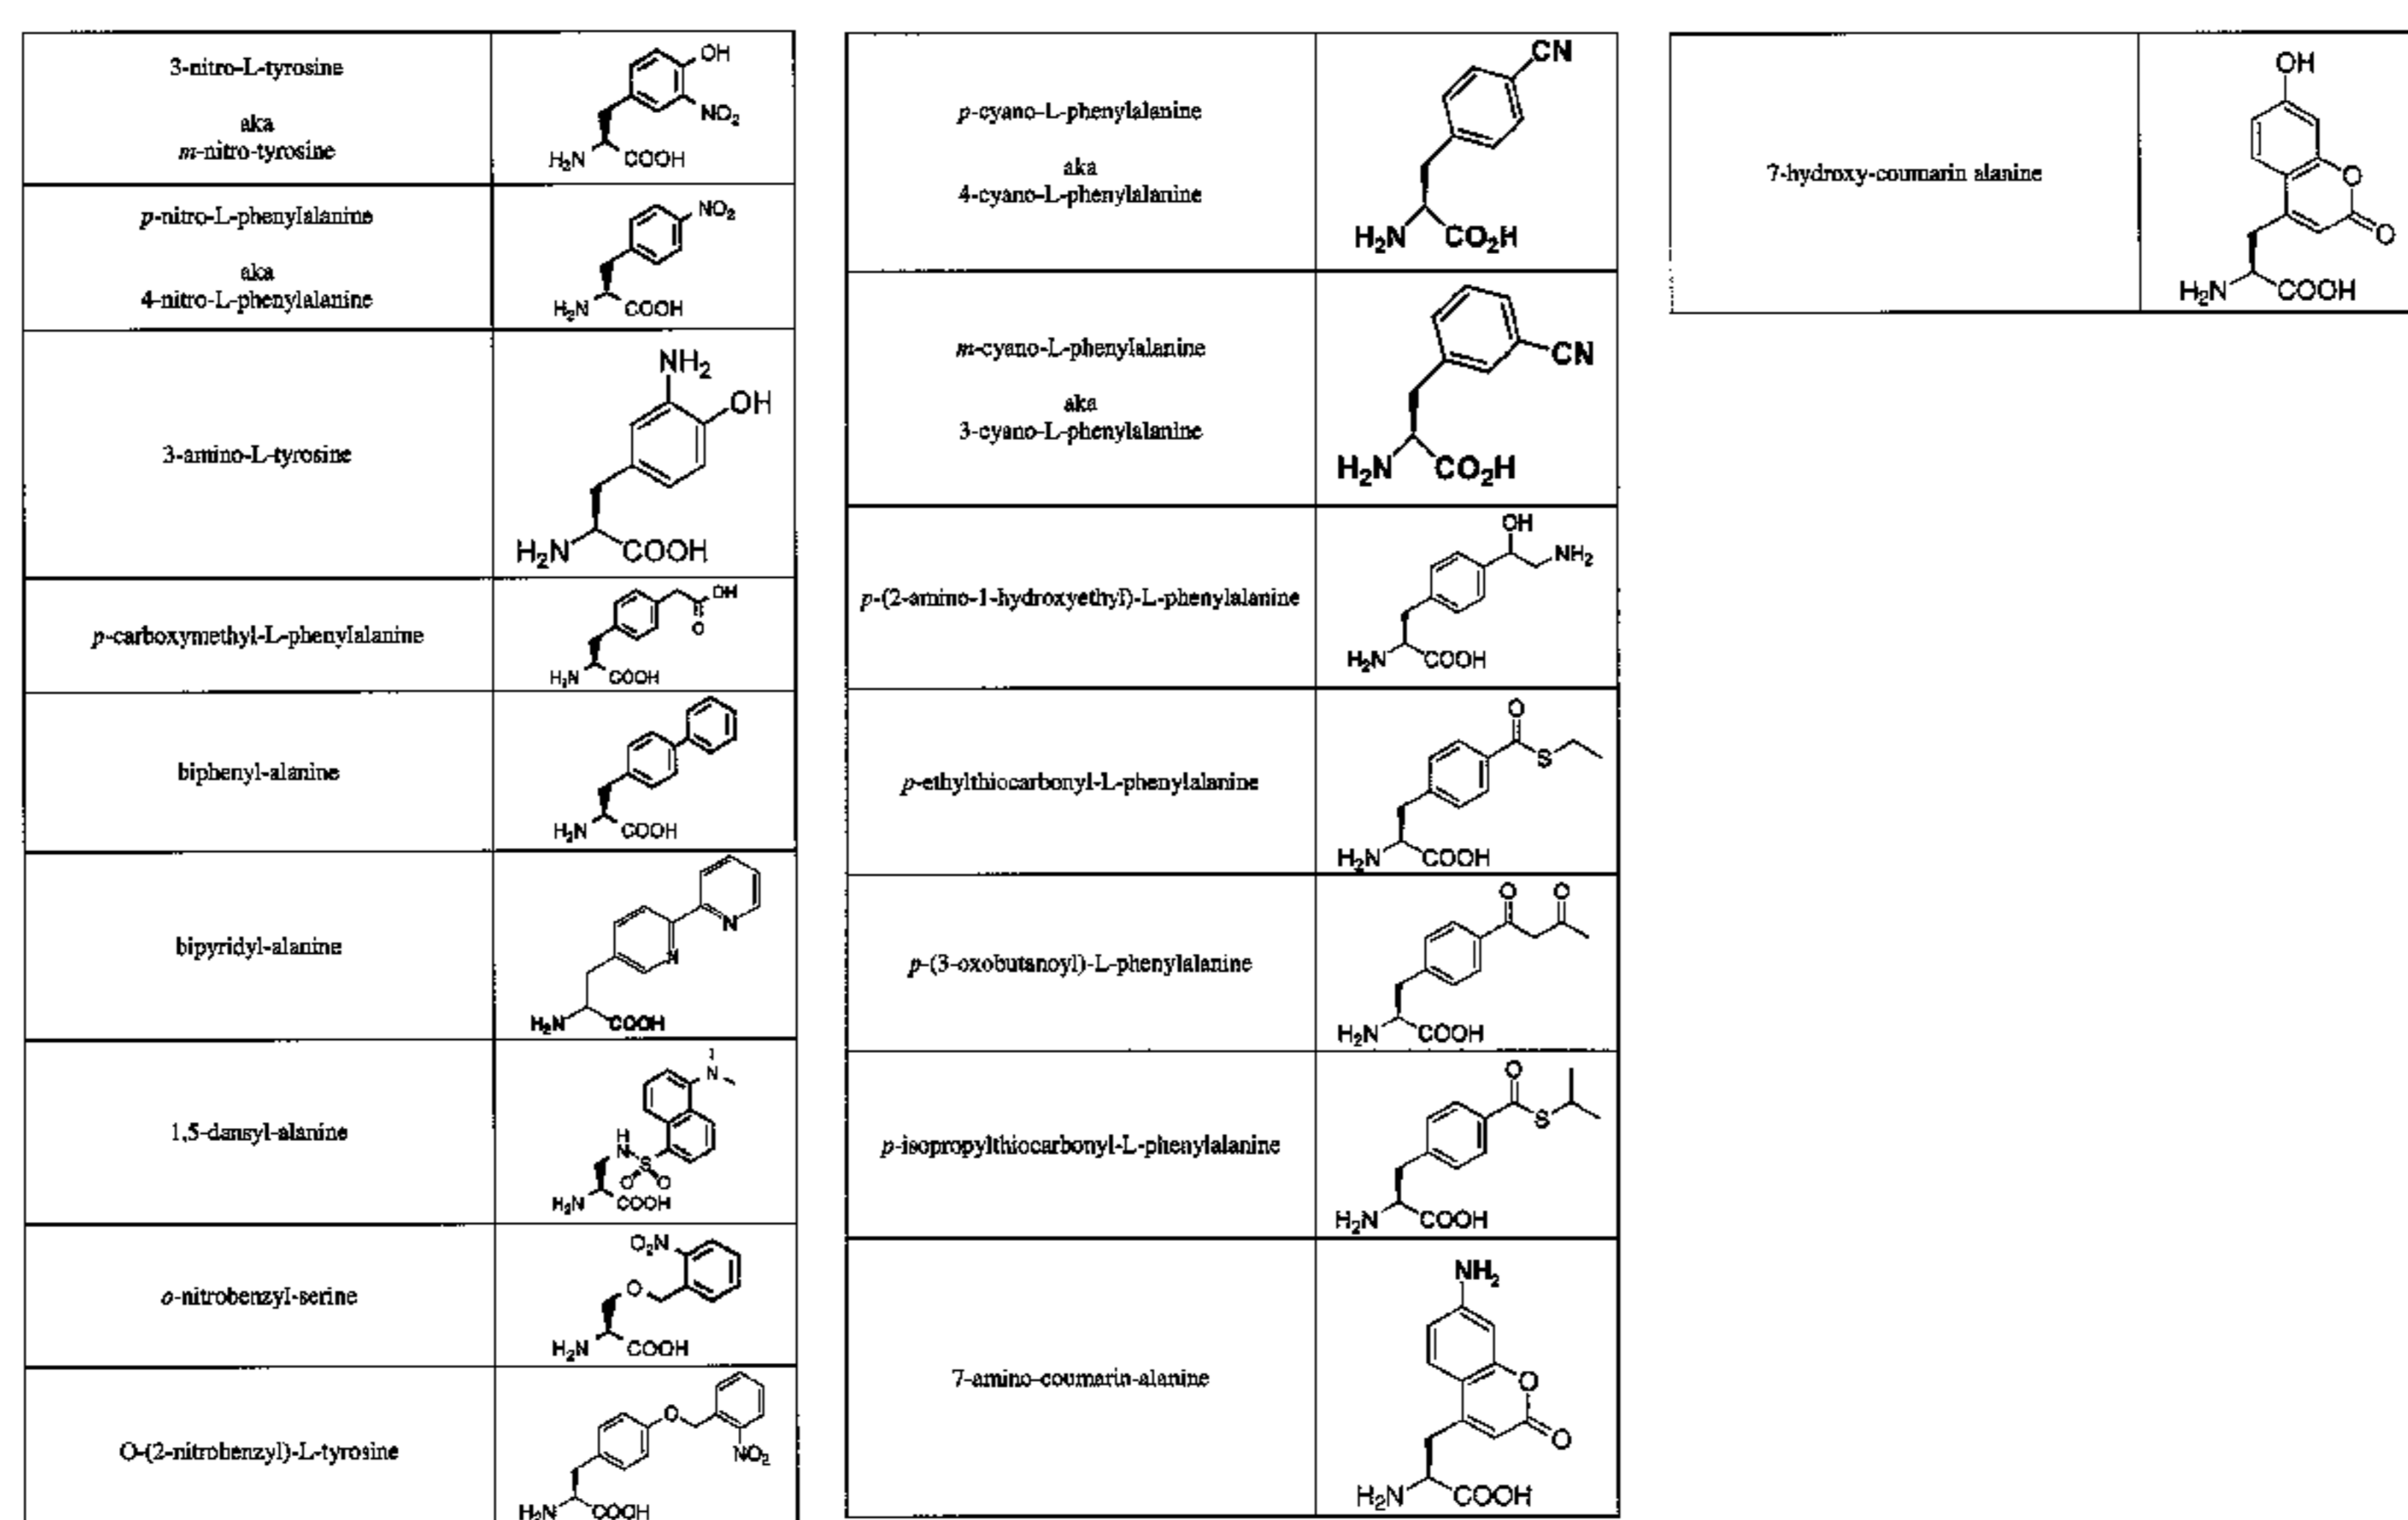 3-nitro-L-tyrosine
aka
m-nitro-tyrosine
OH
NO2
H2N COOH
p-nitro-L-phenylalanine
aka
4-nitro-L-phenylalanine
NO2
H2N COOH
3-amino-L-tyrosine
NH2
OH
H2N COOH
p-carboxymethyl-L-phenylalanine
OH
O
H2N COOH
biphenyl-alanine
H2N COOH
bipyridyl-alanine
N
N
H2N COOH
1,5-dansyl-alanine
N
H
N
S
O O
H2N COOH
o-nitrobenzyl-serine
O2N
O
H2N COOH
O-(2-nitrobenzyl)-L-tyrosine
O
NO2
H2N COOH
p-cyano-L-phenylalanine
aka
4-cyano-L-phenylalanine
CN
H2N CO2H
m-cyano-L-phenylalanine
aka
3-cyano-L-phenylalanine
CN
H2N CO2H
p-(2-amino-1-hydroxyethyl)-L-phenylalanine
OH
NH2
H2N COOH
p-ethylthiocarbonyl-L-phenylalanine
O
S
H2N COOH
p-(3-oxobutanoyl)-L-phenylalanine
O O
H2N COOH
p-isopropylthiocarbonyl-L-phenylalanine
O
S
H2N COOH
7-amino-coumarin-alanine
NH2
O
O
H2N COOH
7-hydroxy-coumarin alanine
OH
O
O
H2N COOH